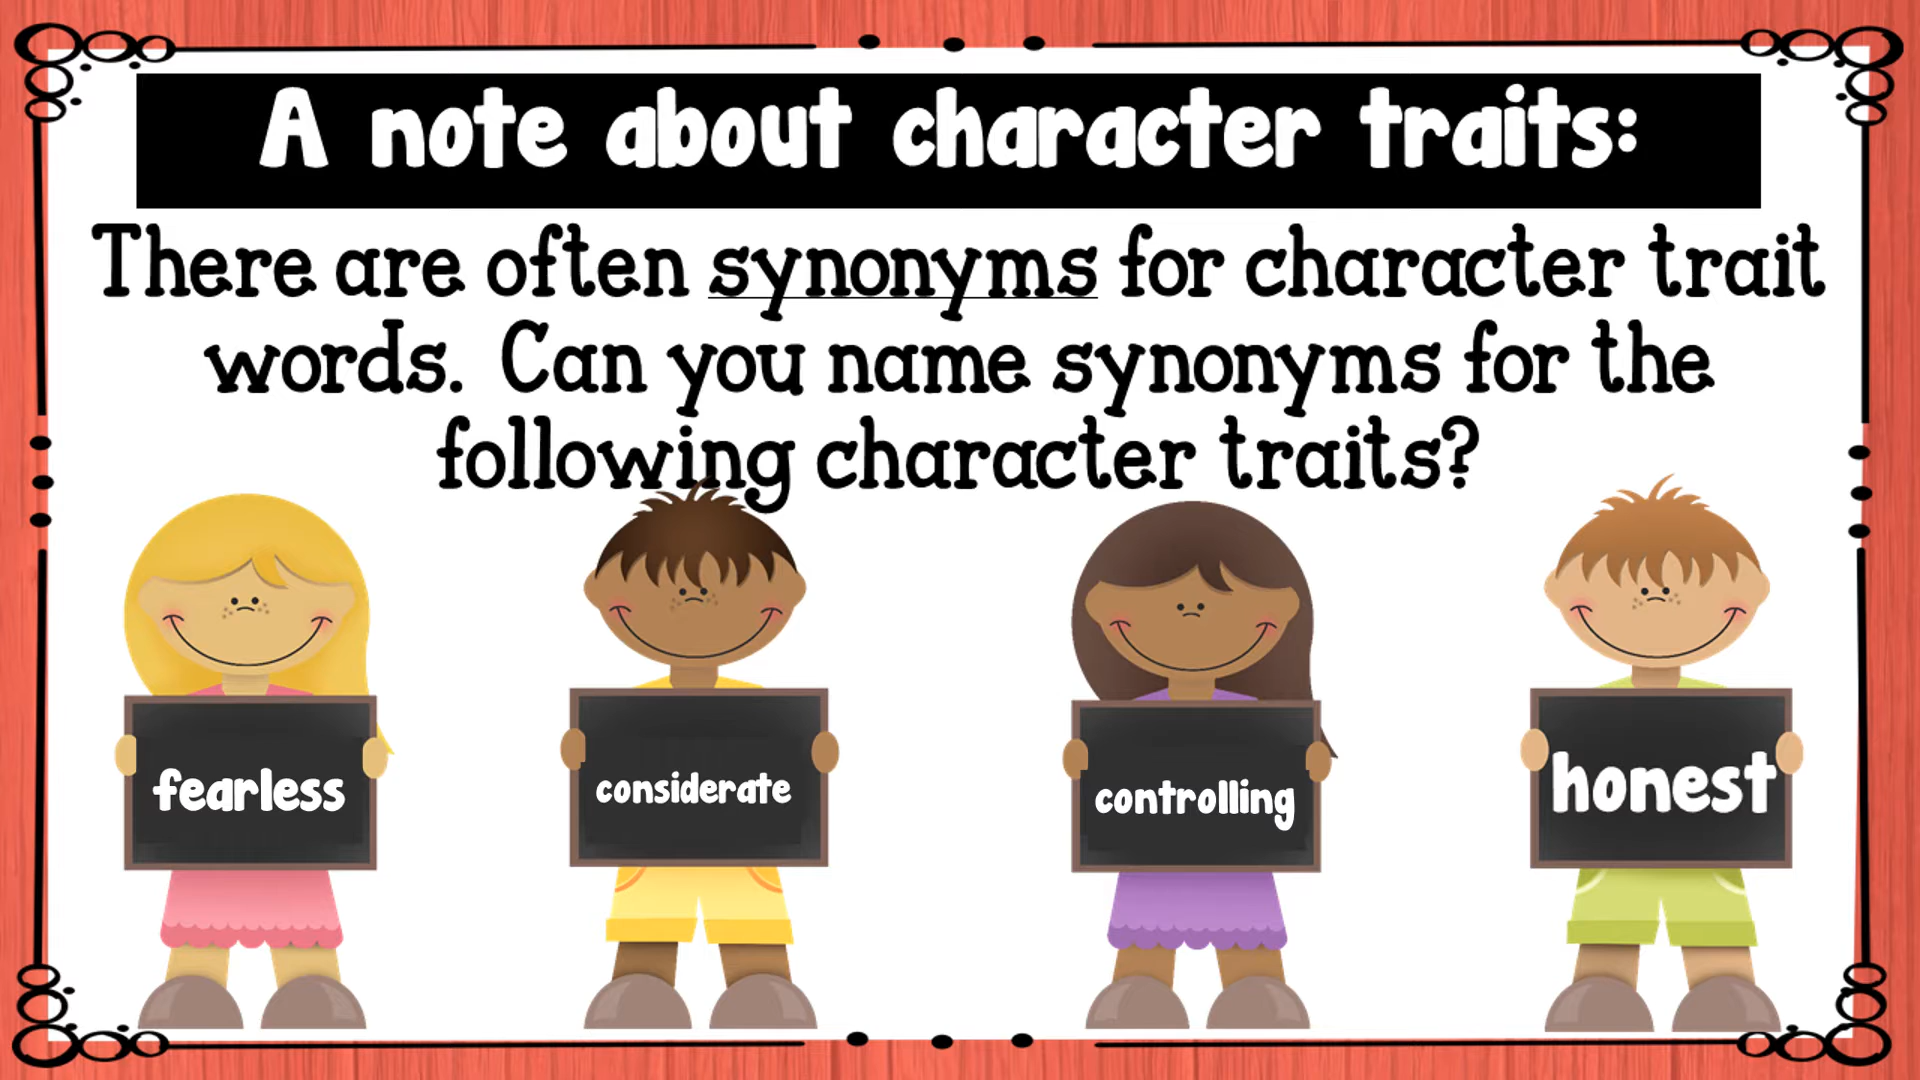 A note about character traits:
There are often synonyms for character trait
words. Can you name synonyms for the
following character traits?
fearless
considerate
controlling
honest